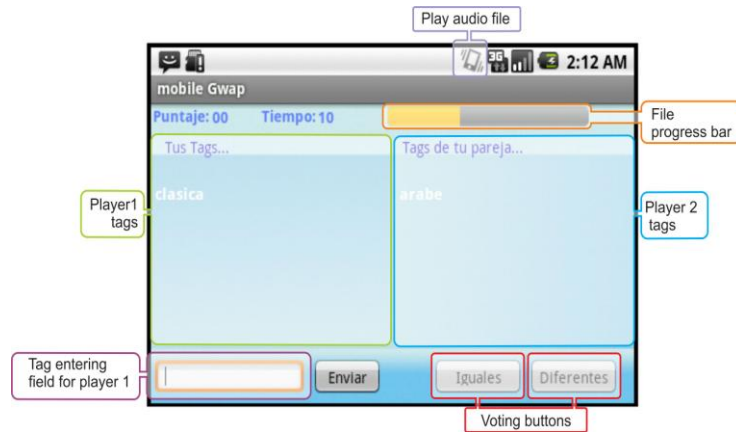 Play audio file
3G
2:12 AM
mobile Gwap
Puntaje: 00 Tiempo: 10
File
progress bar
Tus Tags...
Tags de tu pareja...
clasica
arabe
Player1
tags
Player 2
tags
Tag entering
field for player 1
Enviar
Iguales
Diferentes
Voting buttons